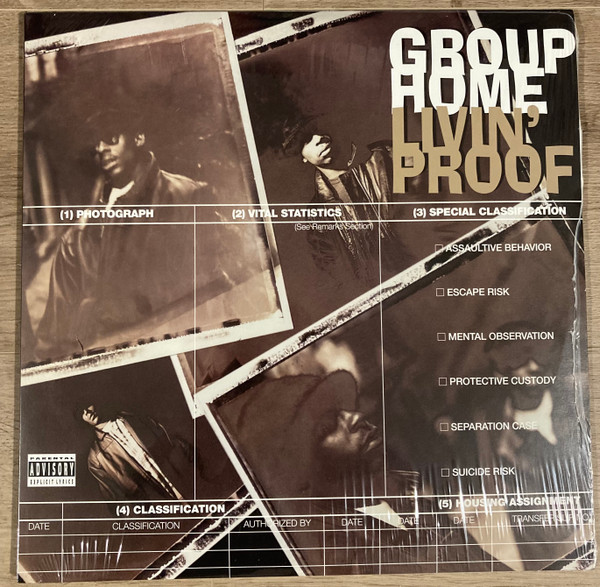 GROUP
HOME
LIVIN'
PROOF
(1) PHOTOGRAPH
(2) VITAL STATISTICS
(See Remarks Section)
(3) SPECIAL CLASSIFICATION
ASSAULTIVE BEHAVIOR
ESCAPE RISK
MENTAL OBSERVATION
PROTECTIVE CUSTODY
SEPARATION CASE
SUICIDE RISK
PARENTAL
ADVISORY
EXPLICIT LYRICS
(4) CLASSIFICATION
(5) HOUSING ASSIGNMENT
DATE CLASSIFICATION AUTHORIZED BY DATE DATE DATE